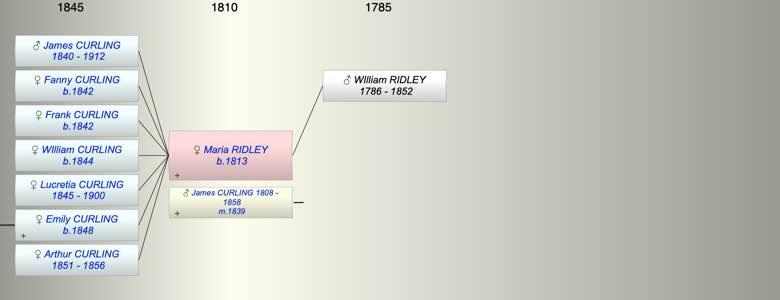 1845
1810
1785
♂ James CURLING
1840 - 1912
♀ Fanny CURLING
b.1842
♀ Frank CURLING
b.1842
♀ WIlliam CURLING
b.1844
♀ Lucretia CURLING
1845 - 1900
♀ Emily CURLING
b.1848
+
♀ Arthur CURLING
1851 - 1856
♀ Maria RIDLEY
b.1813
+
♂ James CURLING 1808 -
1858
m.1839
+
♂ WIlliam RIDLEY
1786 - 1852